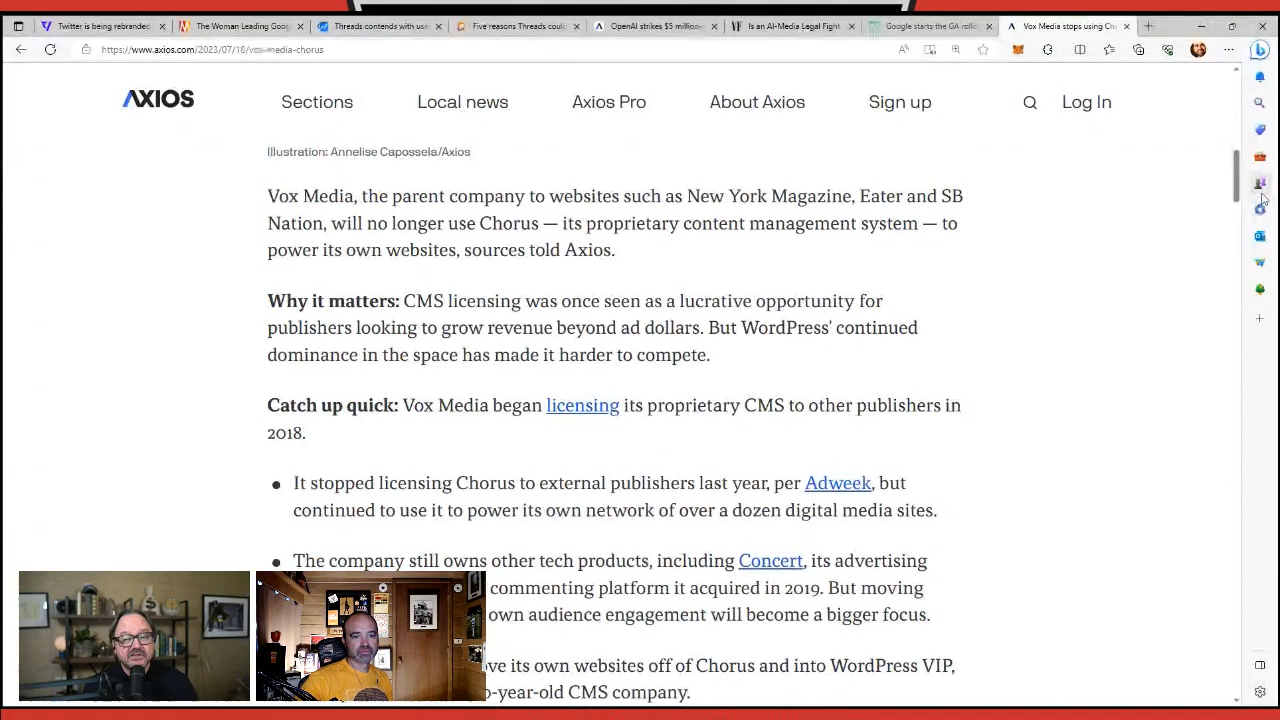 Twitter is being rebranded
The Woman Leading Goog
Threads contends with use
Five reasons Threads coul
OpenAI strikes $5 million-
Is an AI-Media Legal Fight
Google starts the GA roll
Vox Media stops using Ch
https://www.axios.com/2023/07/18/vox-media-chorus
AXIOS
Sections
Local news
Axios Pro
About Axios
Sign up
Log In
Illustration: Annelise Capossela/Axios
Vox Media, the parent company to websites such as New York Magazine, Eater and SB
Nation, will no longer use Chorus — its proprietary content management system — to
power its own websites, sources told Axios.
Why it matters: CMS licensing was once seen as a lucrative opportunity for
publishers looking to grow revenue beyond ad dollars. But WordPress' continued
dominance in the space has made it harder to compete.
Catch up quick: Vox Media began licensing its proprietary CMS to other publishers in
2018.
It stopped licensing Chorus to external publishers last year, per Adweek, but
continued to use it to power its own network of over a dozen digital media sites.
The company still owns other tech products, including Concert, its advertising
commenting platform it acquired in 2019. But moving
own audience engagement will become a bigger focus.
ve its own websites off of Chorus and into WordPress VIP,
-year-old CMS company.